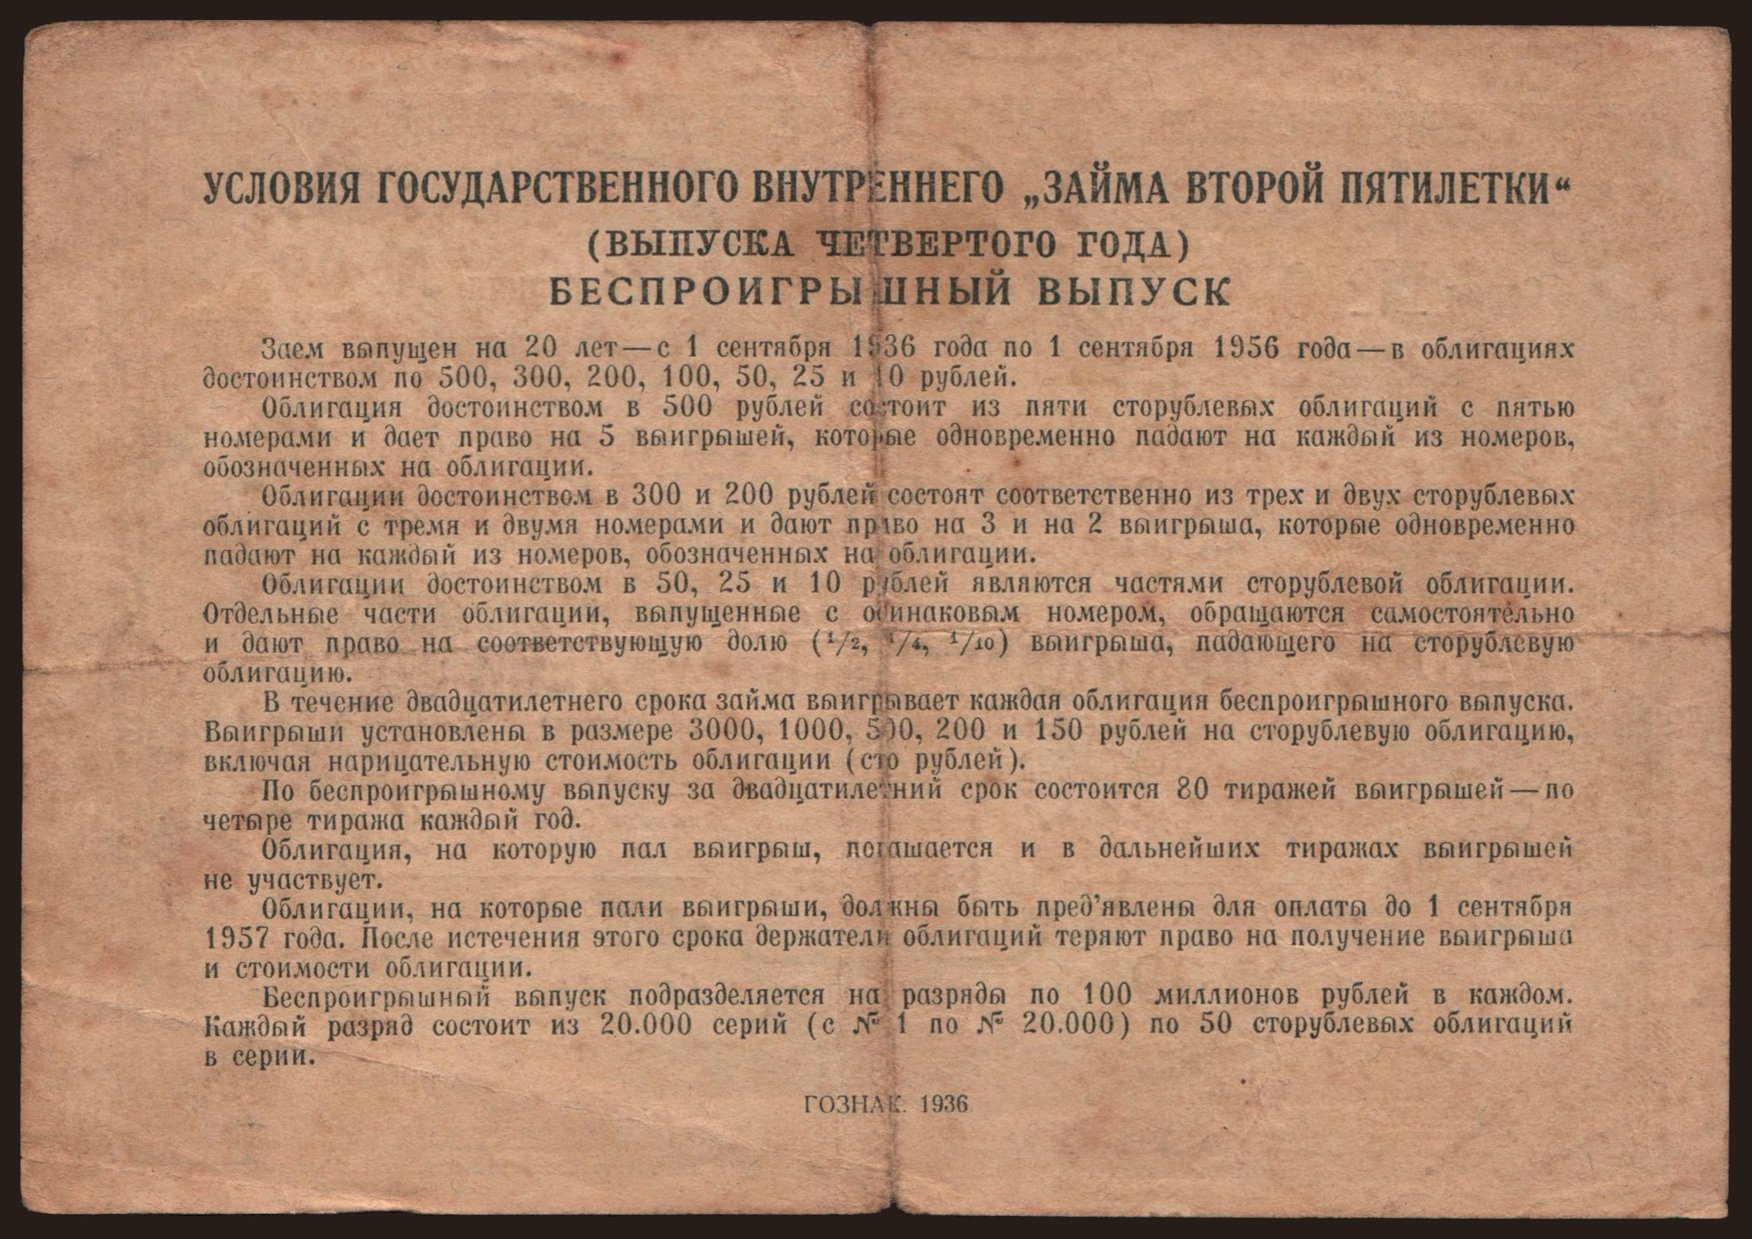 УСЛОВИЯ ГОСУДАРСТВЕННОГО ВНУТРЕННЕГО „ЗАЙМА ВТОРОЙ ПЯТИЛЕТКИ“
(ВЫПУСКА ЧЕТВЕРТОГО ГОДА)
БЕСПРОИГРЫШНЫЙ ВЫПУСК
Заем выпущен на 20 лет—с 1 сентября 1936 года по 1 сентября 1956 года—в облигациях
достоинством по 500, 300, 200, 100, 50, 25 и 10 рублей.
Облигация достоинством в 500 рублей состоит из пяти сторублевых облигаций с пятью
номерами и дает право на 5 выигрышей, которые одновременно падают на каждый из номеров,
обозначенных на облигации.
Облигации достоинством в 300 и 200 рублей состоят соответственно из трех и двух сторублевых
облигаций с тремя и двумя номерами и дают право на 3 и на 2 выигрыша, которые одновременно
падают на каждый из номеров, обозначенных на облигации.
Облигации достоинством в 50, 25 и 10 рублей являются частями сторублевой облигации.
Отдельные части облигации, выпущенные с одинаковым номером, обращаются самостоятельно
и дают право на соответствующую долю (1/2, 1/4, 1/10) выигрыша, падающего на сторублевую
облигацию.
В течение двадцатилетнего срока займа выигрывает каждая облигация беспроигрышного выпуска.
Выигрыши установлены в размере 3000, 1000, 500, 200 и 150 рублей на сторублевую облигацию,
включая нарицательную стоимость облигации (сто рублей).
По беспроигрышному выпуску за двадцатилетний срок состоится 80 тиражей выигрышей—по
четыре тиража каждый год.
Облигация, на которую пал выигрыш, погашается и в дальнейших тиражах выигрышей
не участвует.
Облигации, на которые пали выигрыши, должны быть пред’явлены для оплаты до 1 сентября
1957 года. После истечения этого срока держатели облигаций теряют право на получение выигрыша
и стоимости облигации.
Беспроигрышный выпуск подразделяется на разряды по 100 миллионов рублей в каждом.
Каждый разряд состоит из 20.000 серий (с № 1 по № 20.000) по 50 сторублевых облигаций
в серии.
ГОЗНАК. 1936